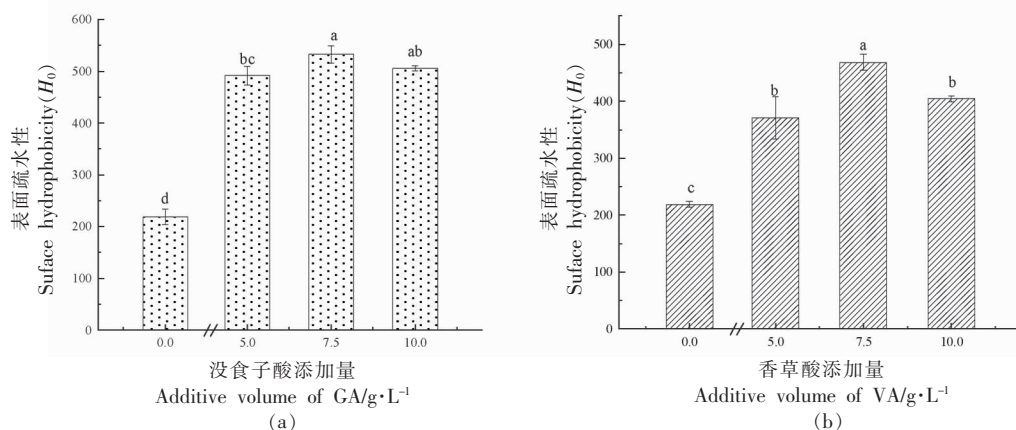 600
500
400
300
200
100
0
表面疏水性
Suface hydrophobicity(H₀)
d
bc
a
ab
0.0
5.0
7.5
10.0
没食子酸添加量
Additive volume of GA/g·L⁻¹
(a)
500
400
300
200
100
0
表面疏水性
Suface hydrophobicity(H₀)
c
b
a
b
0.0
5.0
7.5
10.0
香草酸添加量
Additive volume of VA/g·L⁻¹
(b)